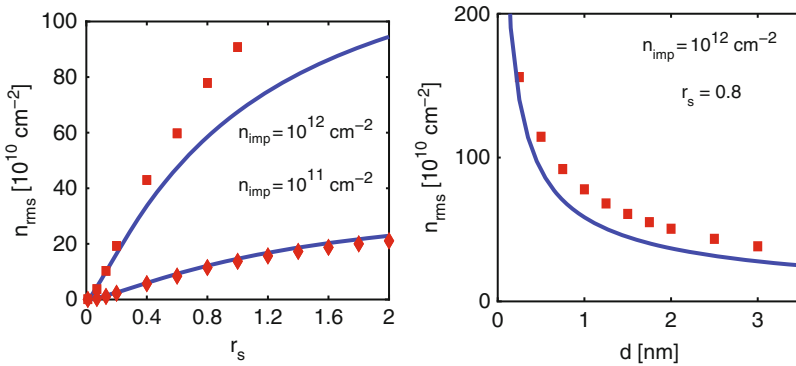 100
80
60
40
20
0
n_rms [10^10 cm^−2]
n_imp = 10^12 cm^−2
n_imp = 10^11 cm^−2
0 0.4 0.8 1.2 1.6 2
r_s
200
100
0
n_rms [10^10 cm^−2]
n_imp = 10^12 cm^−2
r_s = 0.8
0 1 2 3
d [nm]